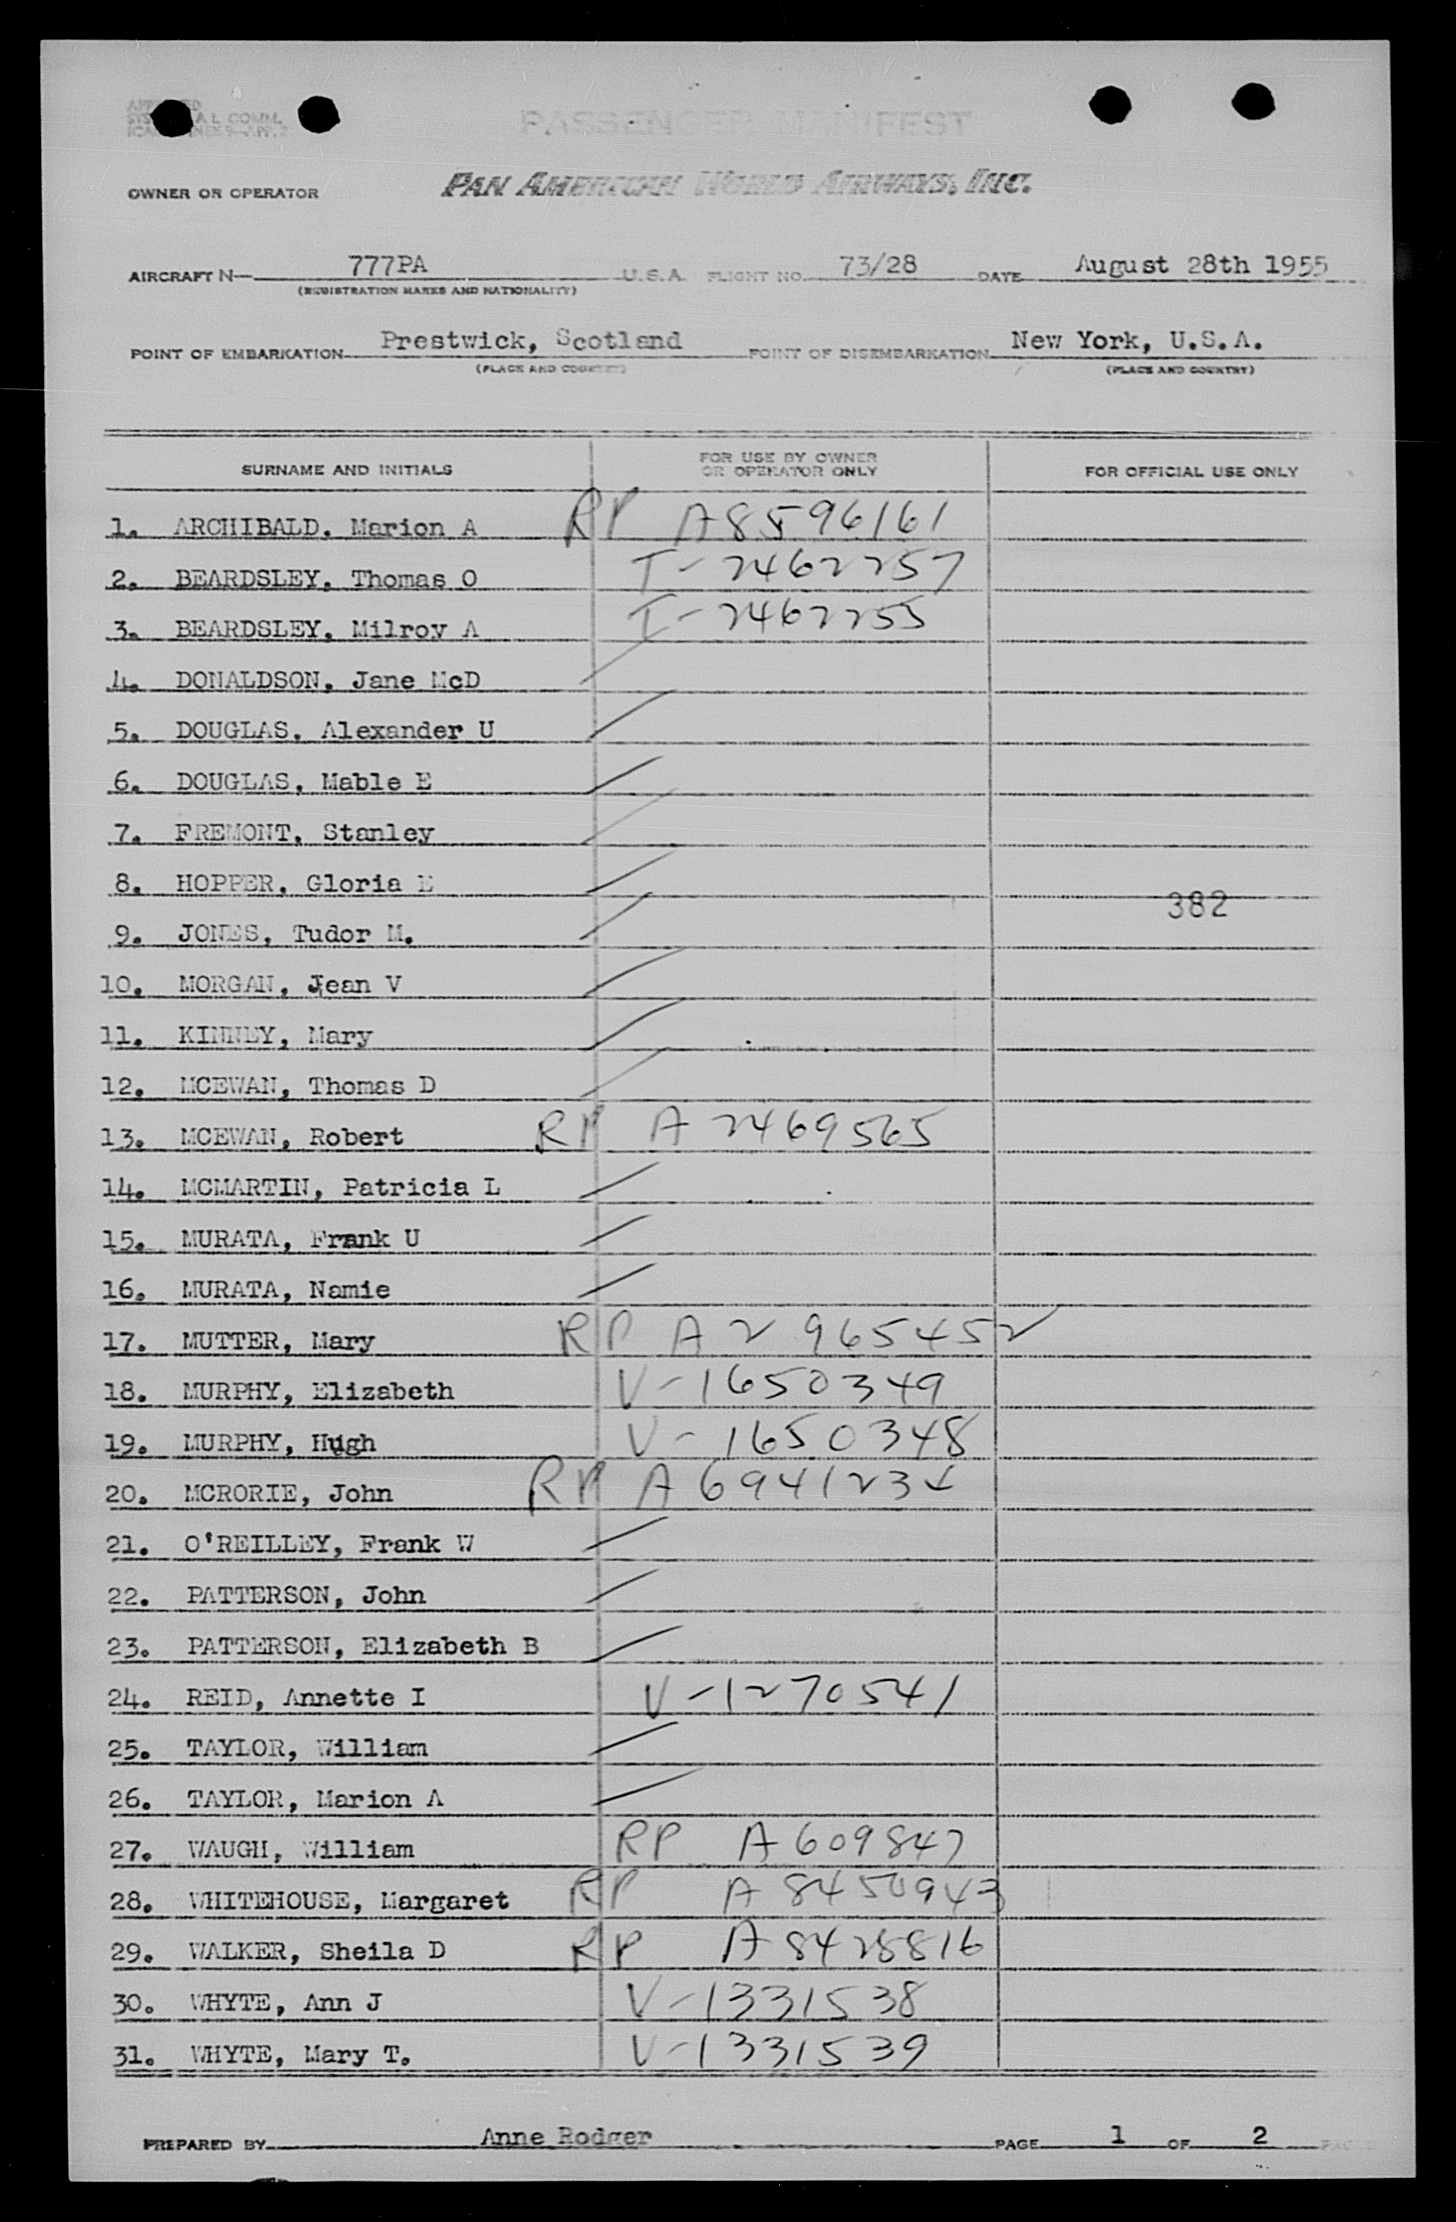 APPROVED
PASSENGER MANIFEST
OWNER OR OPERATOR PAN AMERICAN WORLD AIRWAYS, INC.
AIRCRAFT N— 777PA U.S.A. FLIGHT NO. 73/28 DATE August 28th 1955
(REGISTRATION MARKS AND NATIONALITY)
POINT OF EMBARKATION Prestwick, Scotland POINT OF DISEMBARKATION New York, U.S.A.
(PLACE AND COUNTRY) (PLACE AND COUNTRY)
SURNAME AND INITIALS FOR USE BY OWNER OR OPERATOR ONLY FOR OFFICIAL USE ONLY
1. ARCHIBALD. Marion A RP A8596161
2. BEARDSLEY. Thomas O I-2462257
3. BEARDSLEY. Milroy A I-2462255
4. DONALDSON. Jane McD
5. DOUGLAS. Alexander U
6. DOUGLAS, Mable E
7. FREMONT. Stanley
8. HOPPER. Gloria E
382
9. JONES, Tudor M.
10. MORGAN, Jean V
11. KINNEY, Mary
12. MCEWAN, Thomas D
13. MCEWAN, Robert RP A 2469565
14. MCMARTIN, Patricia L
15. MURATA, Frank U
16. MURATA, Namie
17. MUTTER, Mary RP A2965452
18. MURPHY, Elizabeth V-1650349
19. MURPHY, Hugh V-1650348
20. MCRORIE, John RP A6941234
21. O'REILLEY, Frank W
22. PATTERSON, John
23. PATTERSON, Elizabeth B
24. REID, Annette I V-1270541
25. TAYLOR, William
26. TAYLOR, Marion A
27. WAUGH, William RP A609847
28. WHITEHOUSE, Margaret RP A8450943
29. WALKER, Sheila D RP A8428816
30. WHYTE, Ann J V-1331538
31. WHYTE, Mary T. V-1331539
PREPARED BY Anne Rodger PAGE 1 OF 2 PAGES